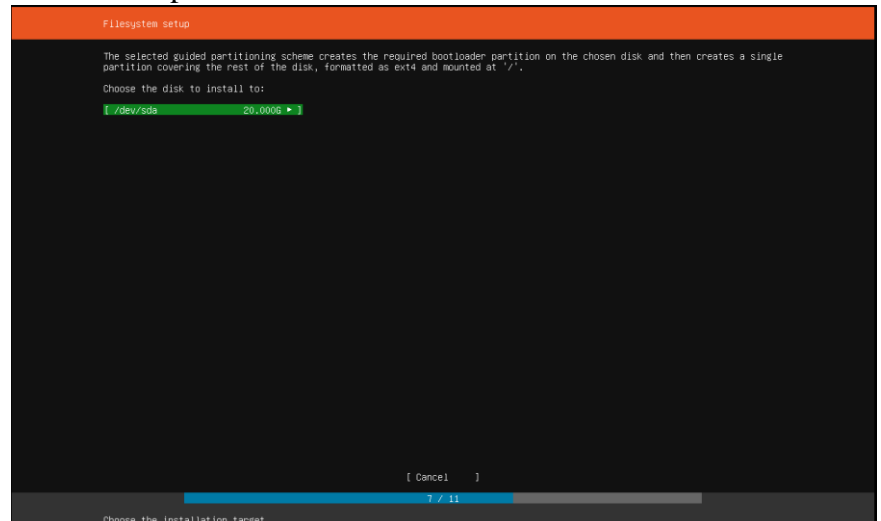 Filesystem setup
The selected guided partitioning scheme creates the required bootloader partition on the chosen disk and then creates a single
partition covering the rest of the disk, formatted as ext4 and mounted at '/'.
Choose the disk to install to:
[ /dev/sda 20.000G ► ]
[ Cancel ]
7 / 11
Choose the installation target